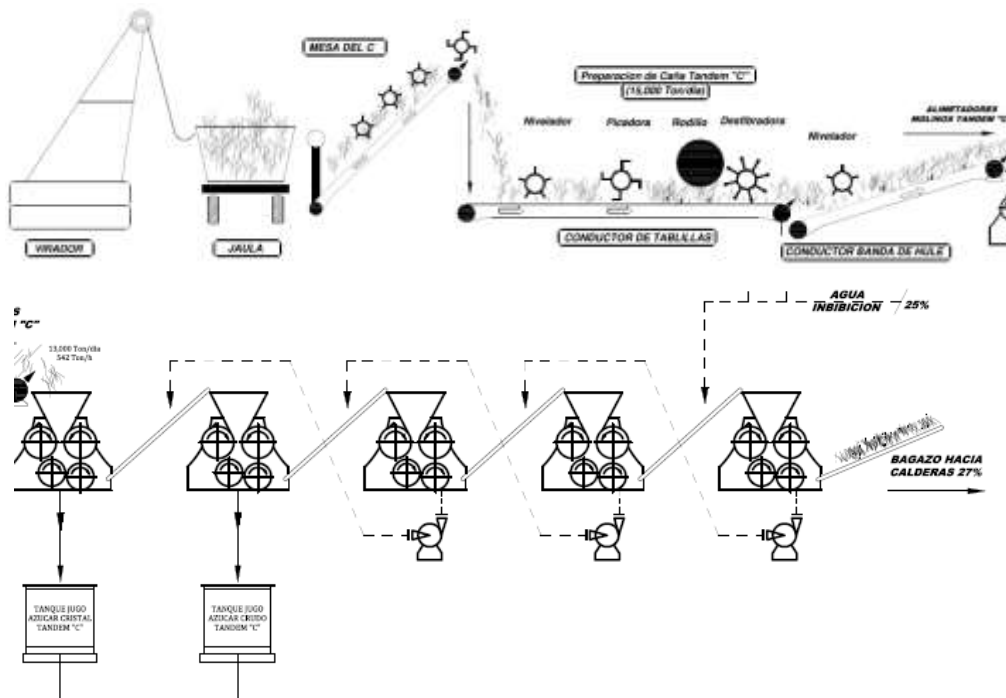 MESA DEL C
Preparacion de Caña Tandem "C"
(15,000 Ton/dia)
Nivelador
Picadora
Rodillo
Desfibradora
Nivelador
ALIMETADORES
MOLINOS TANDEM "C"
VIRADOR
JAULA
CONDUCTOR DE TABLILLAS
CONDUCTOR BANDA DE HULE
AGUA
INBIBICION
25%
S
"C"
13,000 Ton/dia
542 Ton/h
BAGAZO HACIA
CALDERAS 27%
TANQUE JUGO
AZUCAR CRISTAL
TANDEM "C"
TANQUE JUGO
AZUCAR CRUDO
TANDEM "C"